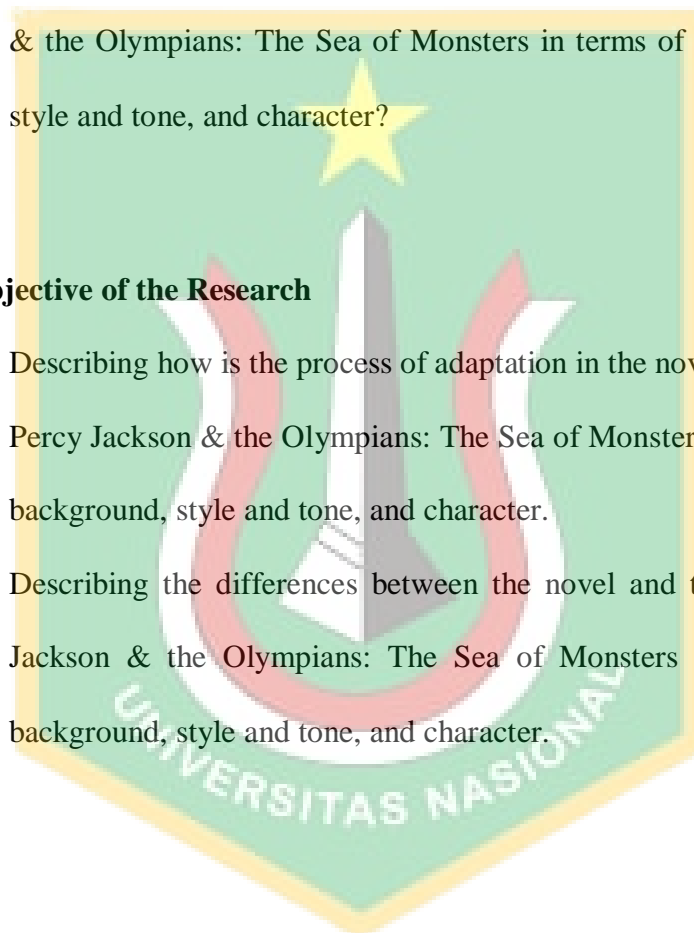 & the Olympians: The Sea of Monsters in terms of
style and tone, and character?
jective of the Research
Describing how is the process of adaptation in the nov
Percy Jackson & the Olympians: The Sea of Monster
background, style and tone, and character.
Describing the differences between the novel and t
Jackson & the Olympians: The Sea of Monsters
background, style and tone, and character.
UNIVERSITAS NASIONAL